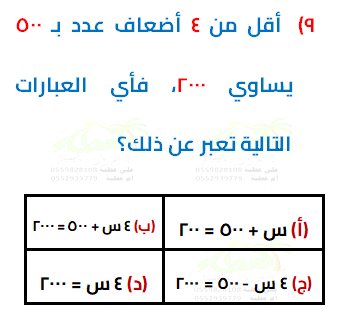 ٩) أقل من ٤ أضعاف عدد بـ ٥٠٠
يساوي ٢٠٠٠، فأي العبارات
التالية تعبر عن ذلك؟
(أ) س + ٥٠٠ = ٢٠٠
(ب) ٤ س + ٥٠٠ = ٢٠٠٠
(ج) ٤ س - ٥٠٠ = ٢٠٠٠
(د) ٤ س = ٢٠٠٠